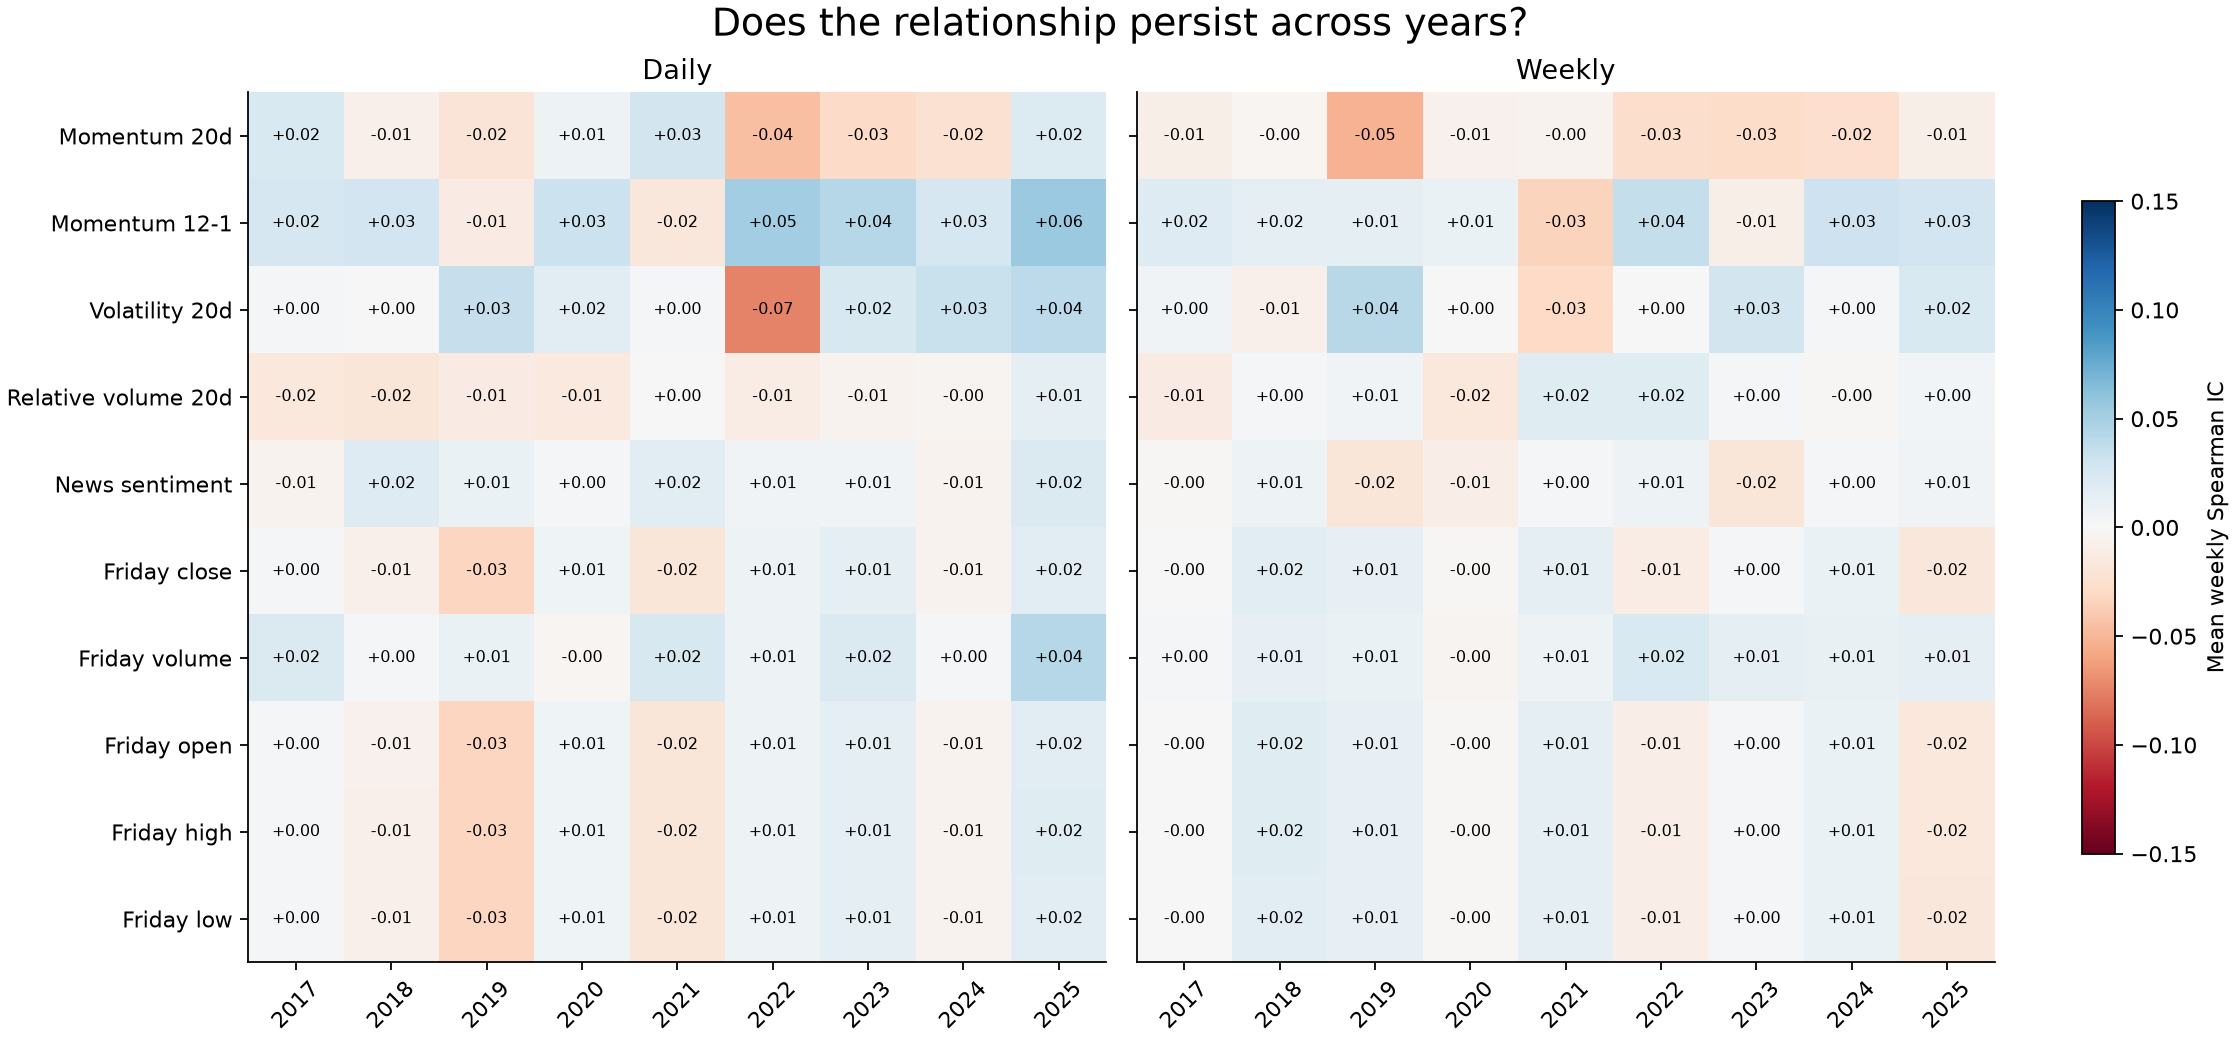 Does the relationship persist across years?
Daily
Weekly
Momentum 20d +0.02 -0.01 -0.02 +0.01 +0.03 -0.04 -0.03 -0.02 +0.02 -0.01 -0.00 -0.05 -0.01 -0.00 -0.03 -0.03 -0.02 -0.01
Momentum 12-1 +0.02 +0.03 -0.01 +0.03 -0.02 +0.05 +0.04 +0.03 +0.06 +0.02 +0.02 +0.01 +0.01 -0.03 +0.04 -0.01 +0.03 +0.03
Volatility 20d +0.00 +0.00 +0.03 +0.02 +0.00 -0.07 +0.02 +0.03 +0.04 +0.00 -0.01 +0.04 +0.00 -0.03 +0.00 +0.03 +0.00 +0.02
Relative volume 20d -0.02 -0.02 -0.01 -0.01 +0.00 -0.01 -0.01 -0.00 +0.01 -0.01 +0.00 +0.01 -0.02 +0.02 +0.02 +0.00 -0.00 +0.00
News sentiment -0.01 +0.02 +0.01 +0.00 +0.02 +0.01 +0.01 -0.01 +0.02 -0.00 +0.01 -0.02 -0.01 +0.00 +0.01 -0.02 +0.00 +0.01
Friday close +0.00 -0.01 -0.03 +0.01 -0.02 +0.01 +0.01 -0.01 +0.02 -0.00 +0.02 +0.01 -0.00 +0.01 -0.01 +0.00 +0.01 -0.02
Friday volume +0.02 +0.00 +0.01 -0.00 +0.02 +0.01 +0.02 +0.00 +0.04 +0.00 +0.01 +0.01 -0.00 +0.01 +0.02 +0.01 +0.01 +0.01
Friday open +0.00 -0.01 -0.03 +0.01 -0.02 +0.01 +0.01 -0.01 +0.02 -0.00 +0.02 +0.01 -0.00 +0.01 -0.01 +0.00 +0.01 -0.02
Friday high +0.00 -0.01 -0.03 +0.01 -0.02 +0.01 +0.01 -0.01 +0.02 -0.00 +0.02 +0.01 -0.00 +0.01 -0.01 +0.00 +0.01 -0.02
Friday low +0.00 -0.01 -0.03 +0.01 -0.02 +0.01 +0.01 -0.01 +0.02 -0.00 +0.02 +0.01 -0.00 +0.01 -0.01 +0.00 +0.01 -0.02
2017 2018 2019 2020 2021 2022 2023 2024 2025
2017 2018 2019 2020 2021 2022 2023 2024 2025
0.15
0.10
0.05
0.00
−0.05
−0.10
−0.15
Mean weekly Spearman IC